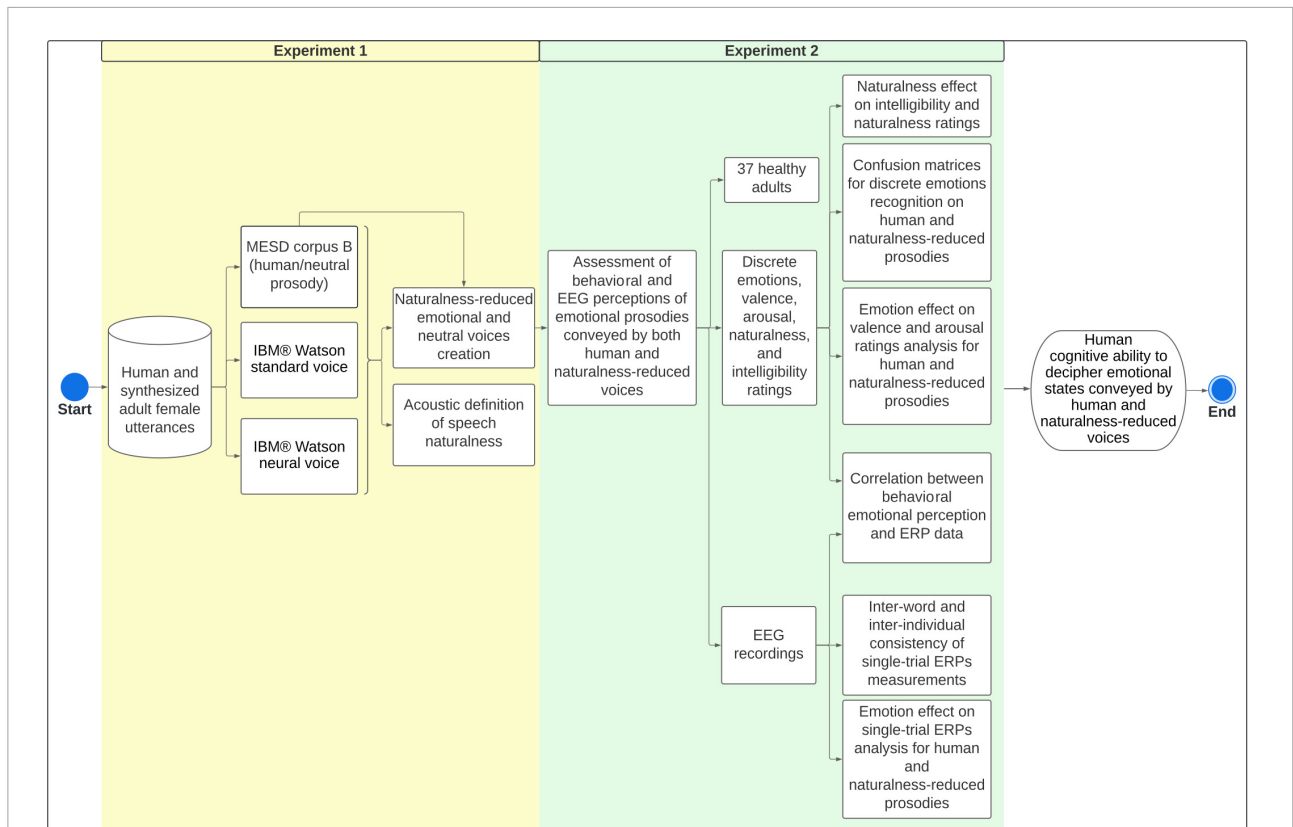 Experiment 1
Experiment 2
Start
Human and
synthesized
adult female
utterances
MESD corpus B
(human/neutral
prosody)
IBM® Watson
standard voice
IBM® Watson
neural voice
Naturalness-reduced
emotional and
neutral voices
creation
Acoustic definition
of speech
naturalness
Assessment of
behavioral and
EEG perceptions of
emotional prosodies
conveyed by both
human and
naturalness-reduced
voices
37 healthy
adults
Discrete
emotions,
valence,
arousal,
naturalness,
and
intelligibility
ratings
EEG
recordings
Naturalness effect
on intelligibility and
naturalness ratings
Confusion matrices
for discrete emotions
recognition on
human and
naturalness-reduced
prosodies
Emotion effect on
valence and arousal
ratings analysis for
human and
naturalness-reduced
prosodies
Correlation between
behavioral
emotional perception
and ERP data
Inter-word and
inter-individual
consistency of
single-trial ERPs
measurements
Emotion effect on
single-trial ERPs
analysis for human
and
naturalness-reduced
prosodies
Human
cognitive ability to
decipher emotional
states conveyed by
human and
naturalness-reduced
voices
End